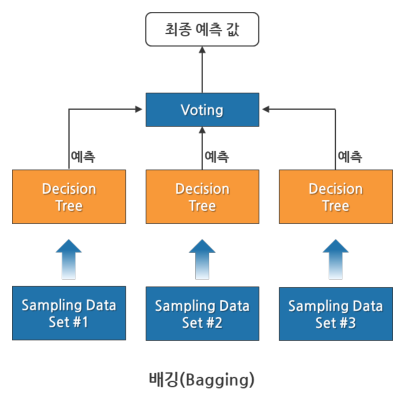 최종 예측 값
Voting
예측
예측
예측
Decision
Tree
Decision
Tree
Decision
Tree
Sampling Data
Set #1
Sampling Data
Set #2
Sampling Data
Set #3
배깅(Bagging)